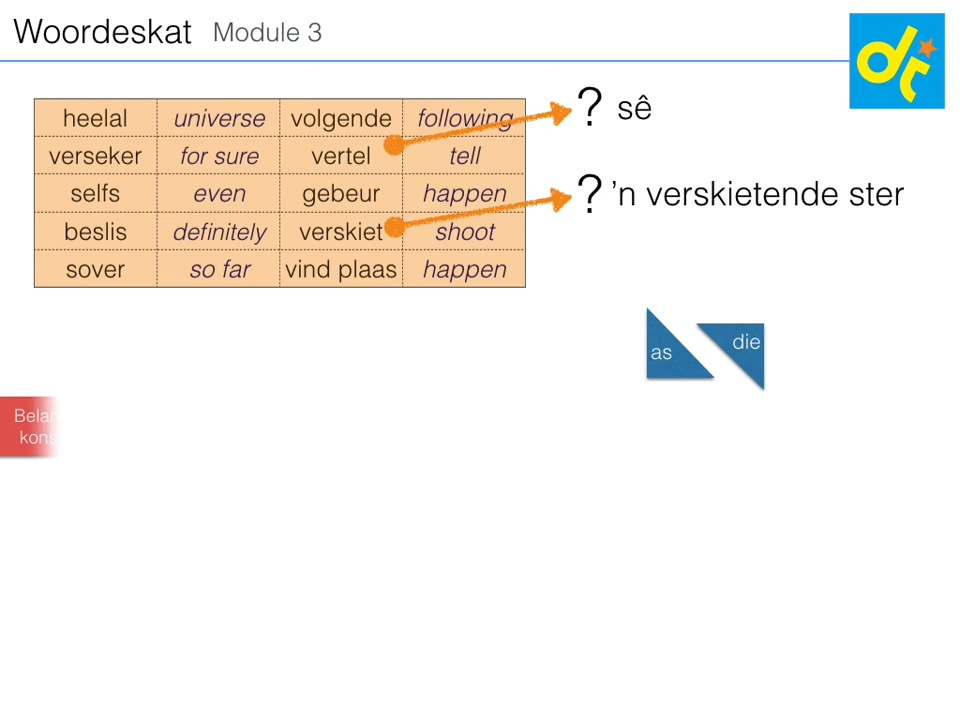 Woordeskat Module 3
heelal universe volgende following
verseker for sure vertel tell
selfs even gebeur happen
beslis definitely verskiet shoot
sover so far vind plaas happen
? sê
? 'n verskietende ster
as
die
dt